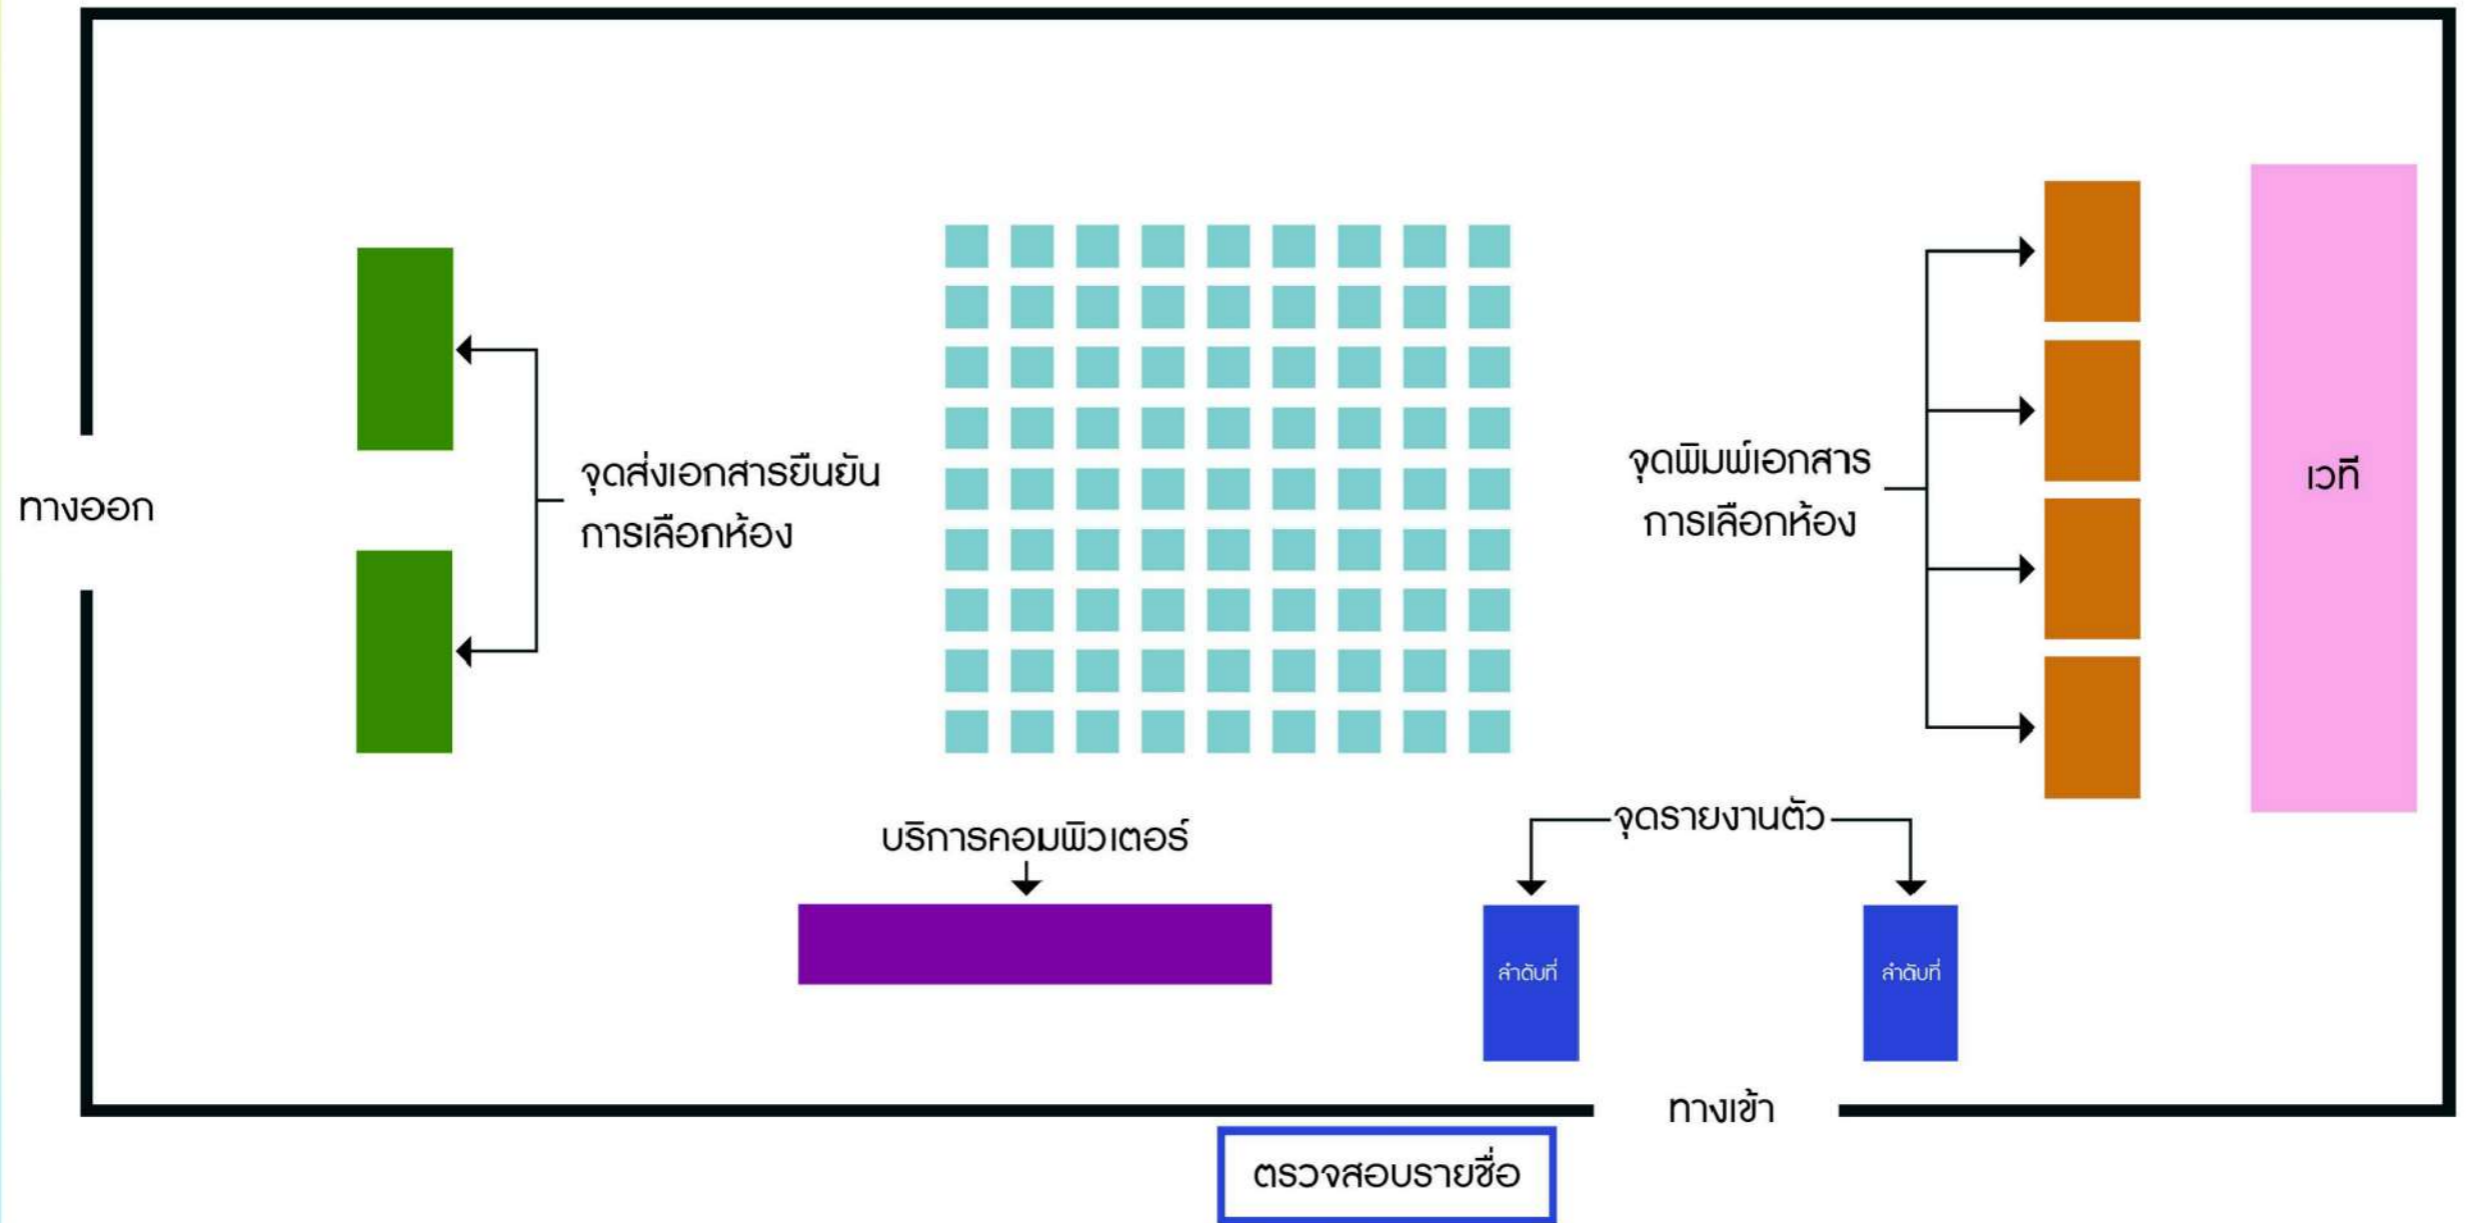 ทางออก
จุดส่งเอกสารยืนยัน
การเลือกห้อง
จุดพิมพ์เอกสาร
การเลือกห้อง
เวที
บริการคอมพิวเตอร์
จุดรายงานตัว
ลำดับที่
ลำดับที่
ทางเข้า
ตรวจสอบรายชื่อ